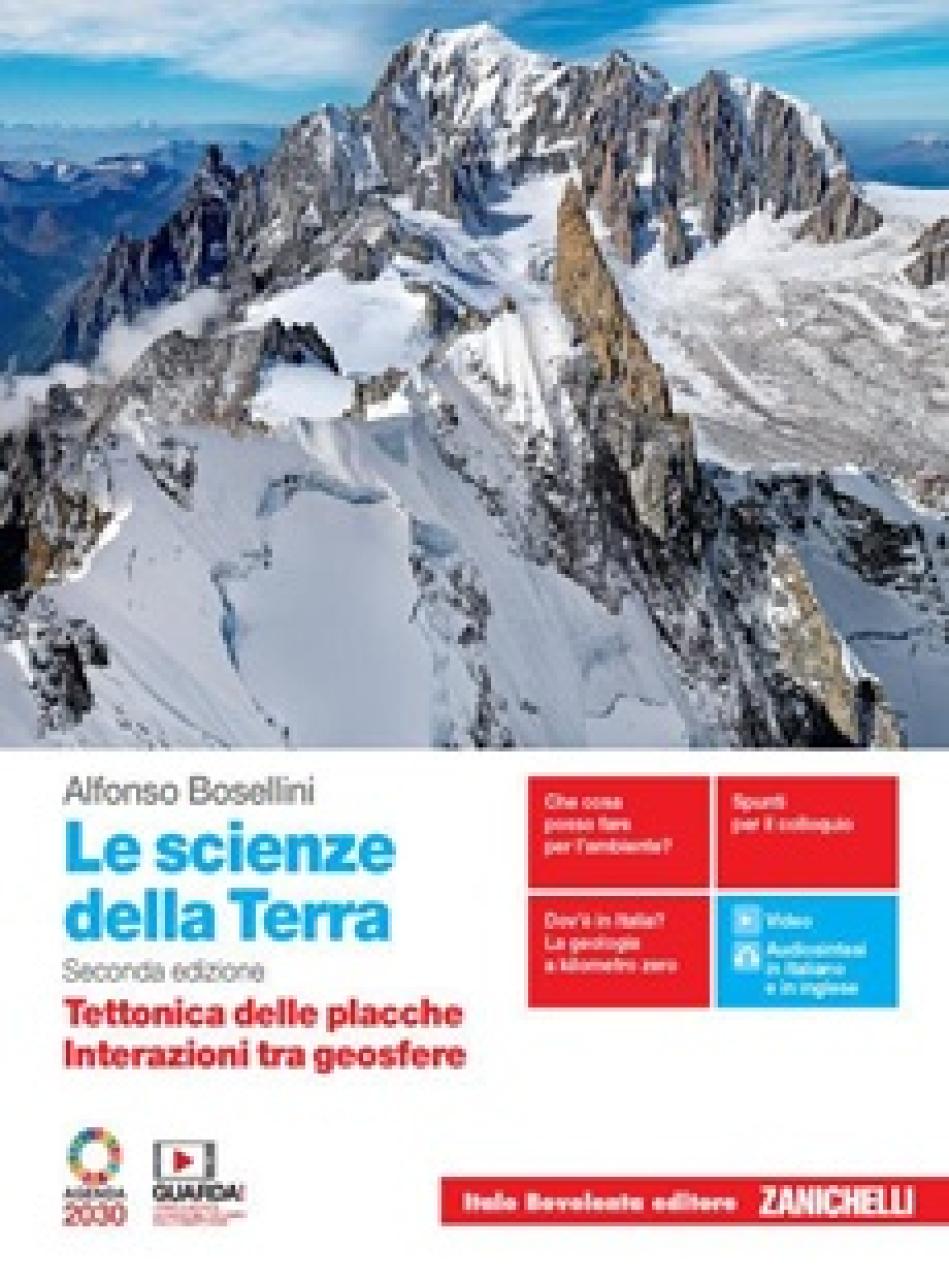 Alfonso Bosellini
Le scienze
della Terra
Seconda edizione
Tettonica delle placche
Interazioni tra geosfere
Che cosa
posso fare
per l'ambiente?
Spunti
per il colloquio
Dov'è in Italia?
La geologia
a kilometro zero
Video
Audiosintesi
in italiano
e in inglese
AGENDA
2030
GUARDA!
Italo Bovolenta editore ZANICHELLI